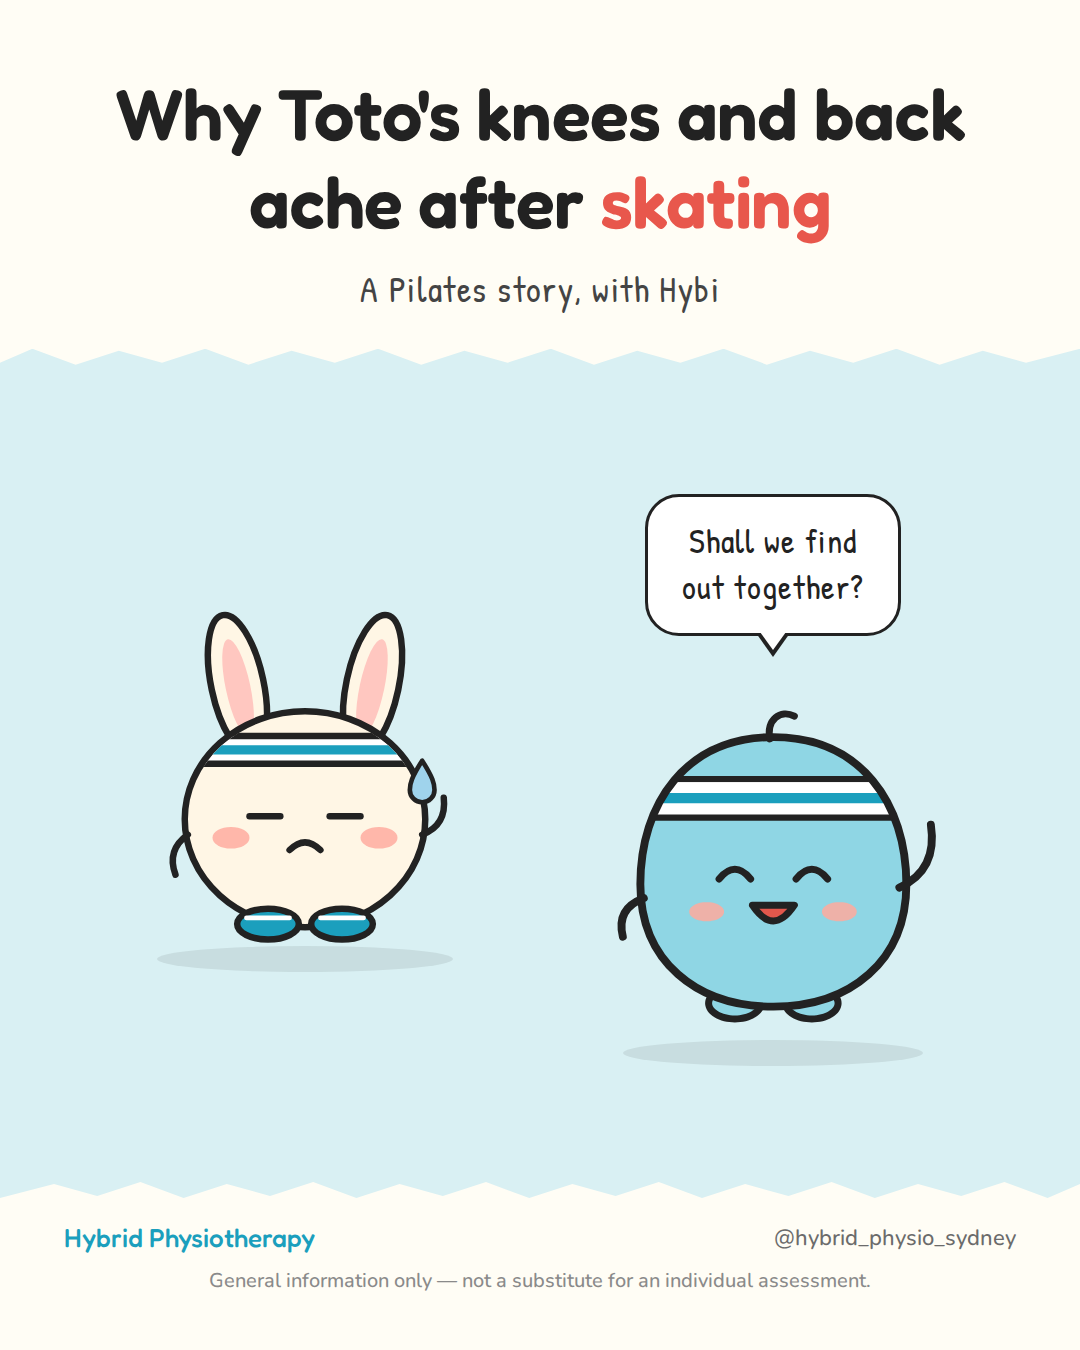 Why Toto's knees and back
ache after skating
A Pilates story, with Hybi
Shall we find
out together?
Hybrid Physiotherapy
@hybrid_physio_sydney
General information only — not a substitute for an individual assessment.